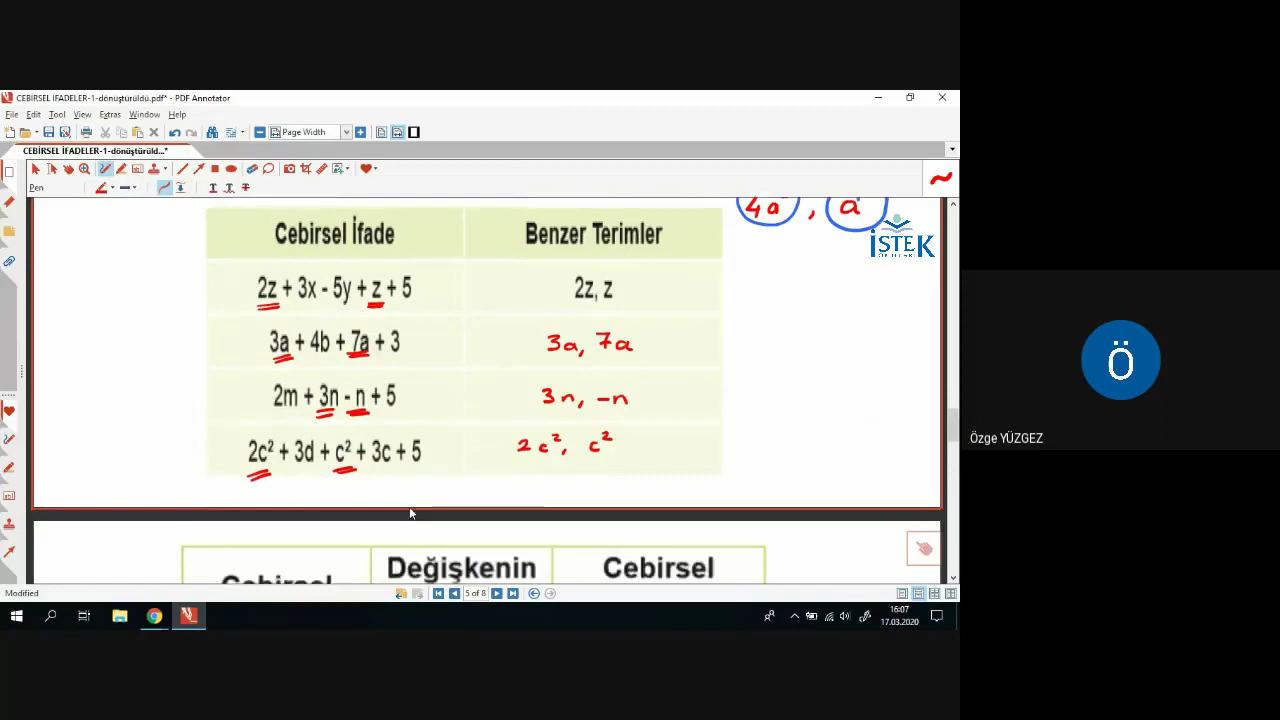 CEBİRSEL İFADELER-1-dönüştürüldü.pdf* - PDF Annotator
File Edit Tool View Extras Window Help
Page Width
CEBİRSEL İFADELER-1-dönüştürüld...*
Pen
4a² , a
İSTEK
Cebirsel İfade Benzer Terimler
2z + 3x - 5y + z + 5 2z, z
3a + 4b + 7a + 3 3a, 7a
2m + 3n - n + 5 3n, -n
2c² + 3d + c² + 3c + 5 2c², c²
Değişkenin Cebirsel
Cebirsel
Modified 5 of 8
16:07
17.03.2020
Ö
Özge YÜZGEZ